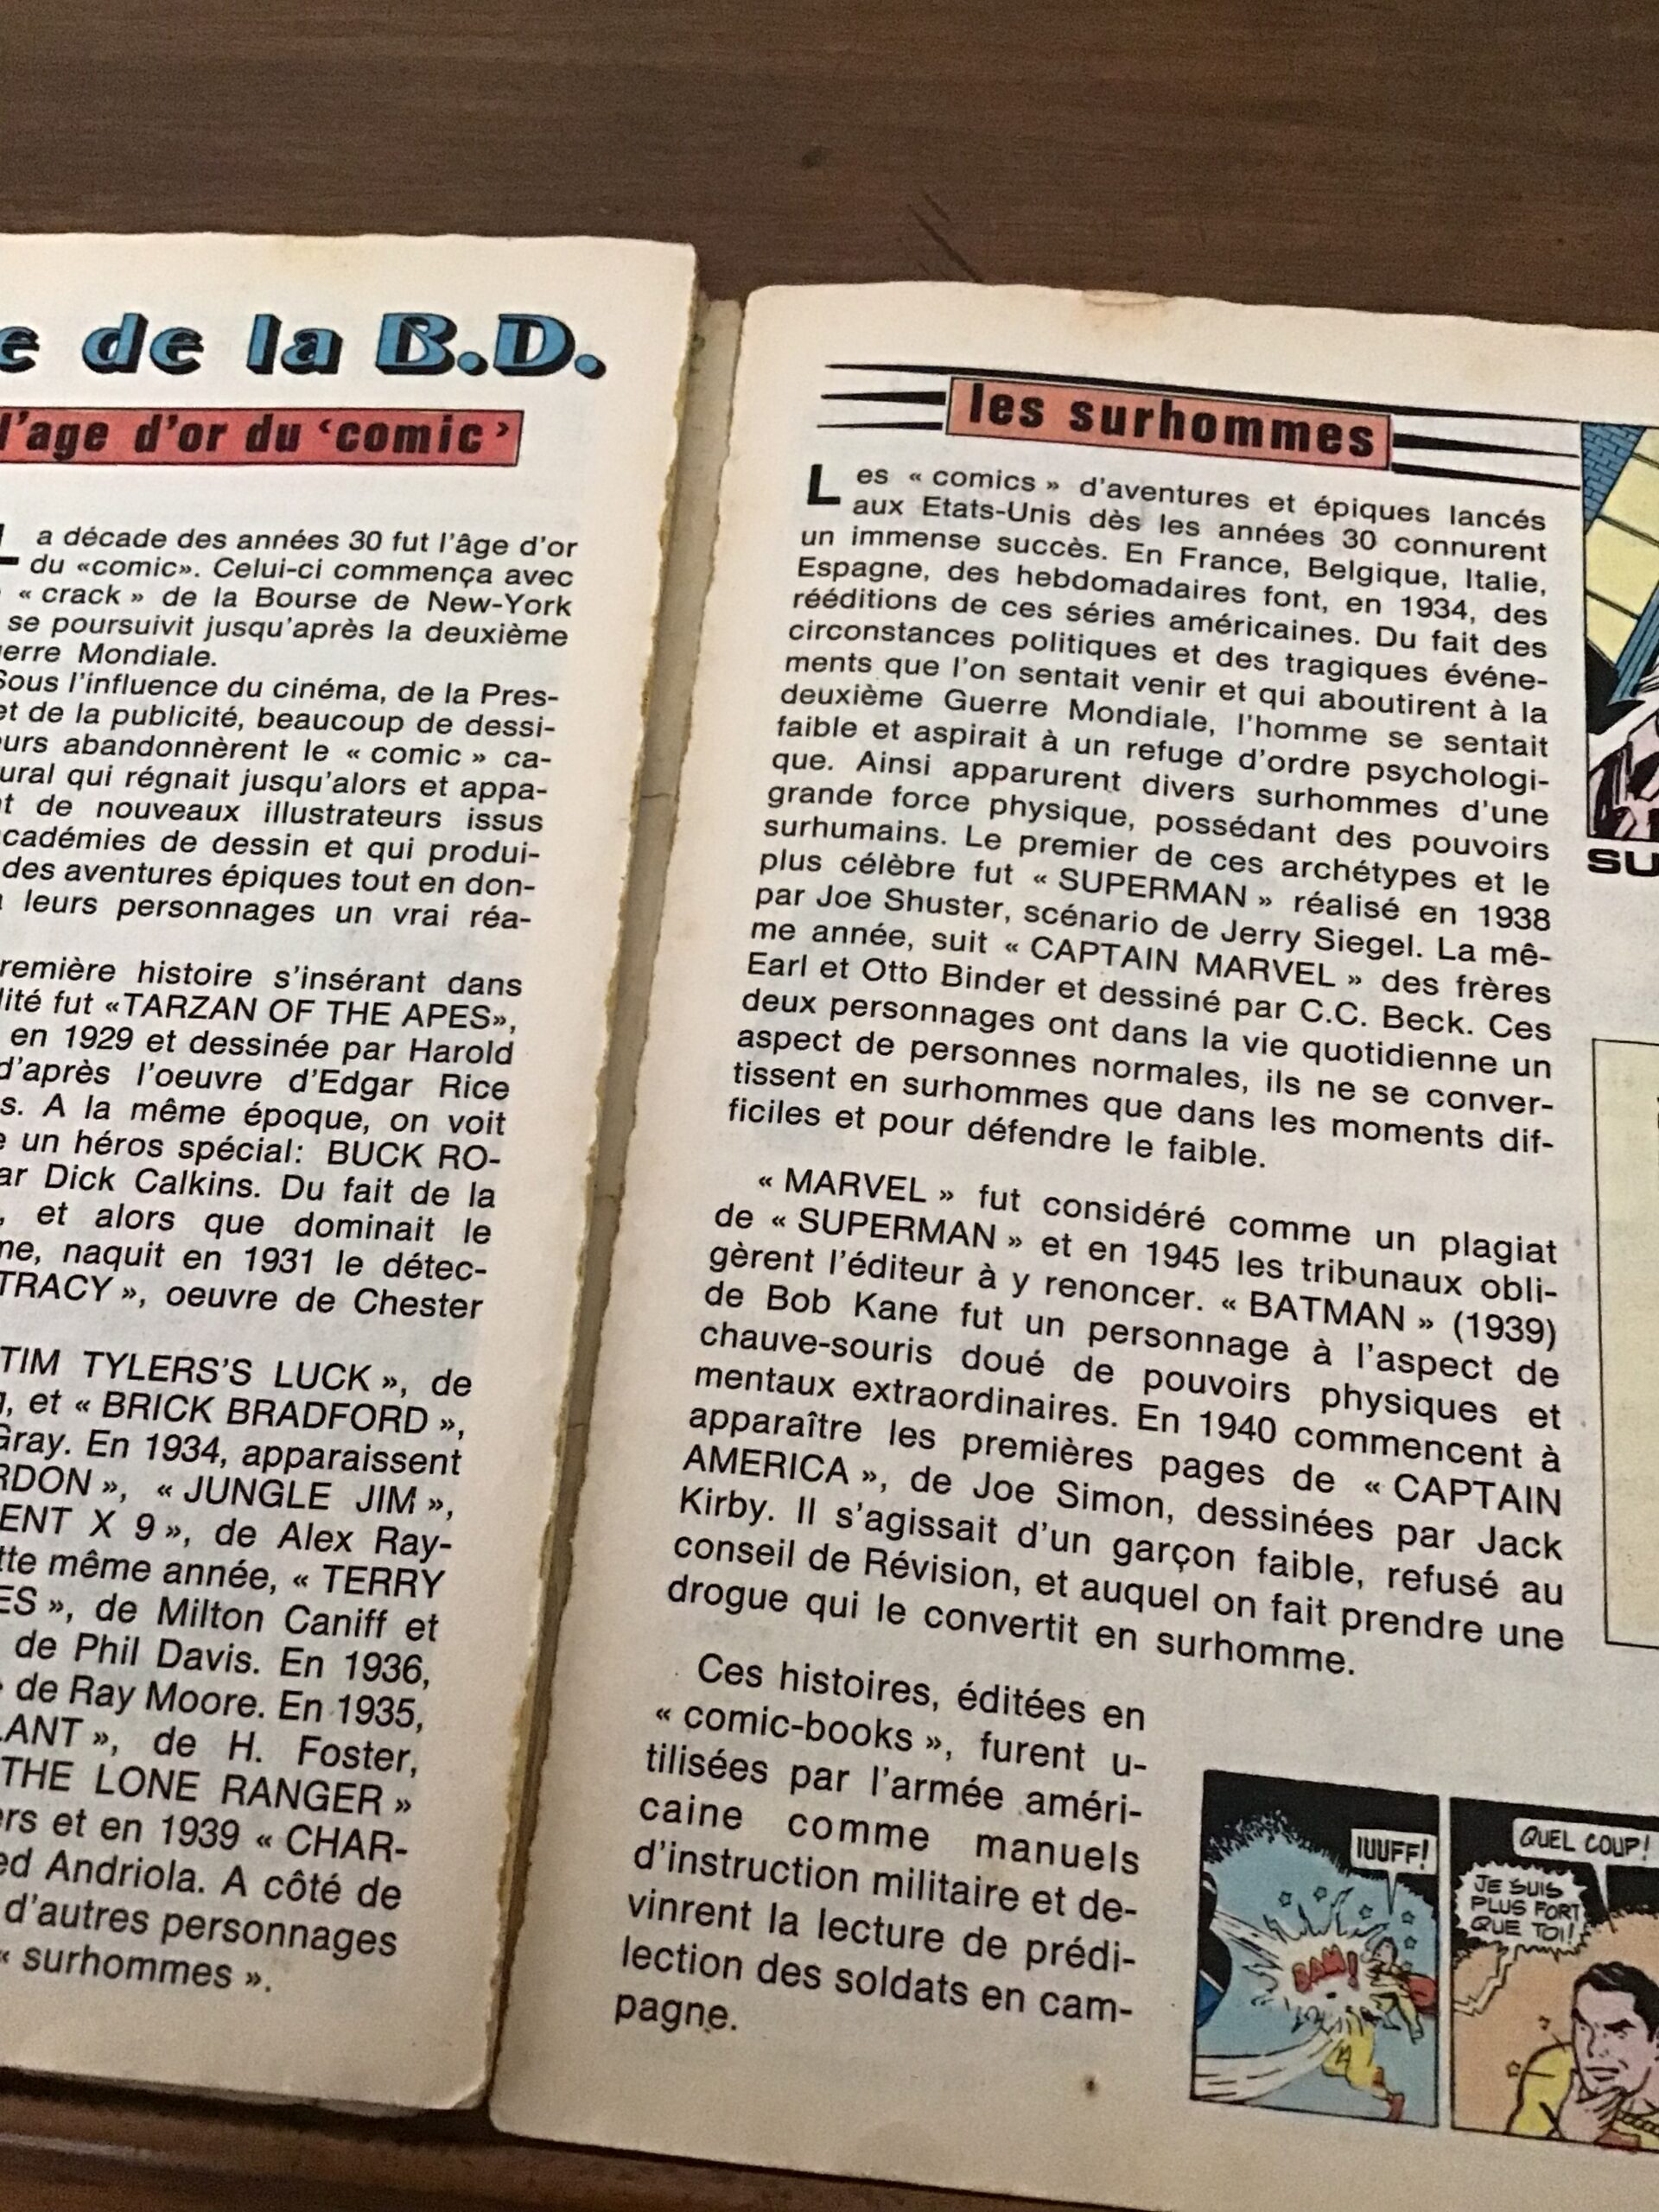 de la B.D.
l'age d'or du ‹comic›
La décade des années 30 fut l'âge d'or
du «comic». Celui-ci commença avec
« crack » de la Bourse de New-York
se poursuivit jusqu'après la deuxième
erre Mondiale.
Sous l'influence du cinéma, de la Pres-
et de la publicité, beaucoup de dessi-
urs abandonnèrent le « comic » ca-
ural qui régnait jusqu'alors et appa-
nt de nouveaux illustrateurs issus
cadémies de dessin et qui produi-
des aventures épiques tout en don-
leurs personnages un vrai réa-
remière histoire s'insérant dans
lité fut «TARZAN OF THE APES»,
en 1929 et dessinée par Harold
d'après l'oeuvre d'Edgar Rice
s. A la même époque, on voit
un héros spécial: BUCK RO-
ar Dick Calkins. Du fait de la
, et alors que dominait le
me, naquit en 1931 le détec-
TRACY », oeuvre de Chester
TIM TYLERS'S LUCK », de
, et « BRICK BRADFORD »,
Gray. En 1934, apparaissent
RDON », « JUNGLE JIM »,
ENT X 9 », de Alex Ray-
tte même année, « TERRY
ES », de Milton Caniff et
de Phil Davis. En 1936,
» de Ray Moore. En 1935,
LANT », de H. Foster,
THE LONE RANGER »
ers et en 1939 « CHAR-
ed Andriola. A côté de
d'autres personnages
« surhommes ».
les surhommes
Les « comics » d'aventures et épiques lancés
aux Etats-Unis dès les années 30 connurent
un immense succès. En France, Belgique, Italie,
Espagne, des hebdomadaires font, en 1934, des
rééditions de ces séries américaines. Du fait des
circonstances politiques et des tragiques événe-
ments que l'on sentait venir et qui aboutirent à la
deuxième Guerre Mondiale, l'homme se sentait
faible et aspirait à un refuge d'ordre psychologi-
que. Ainsi apparurent divers surhommes d'une
grande force physique, possédant des pouvoirs
surhumains. Le premier de ces archétypes et le
plus célèbre fut « SUPERMAN » réalisé en 1938
par Joe Shuster, scénario de Jerry Siegel. La mê-
me année, suit « CAPTAIN MARVEL » des frères
Earl et Otto Binder et dessiné par C.C. Beck. Ces
deux personnages ont dans la vie quotidienne un
aspect de personnes normales, ils ne se conver-
tissent en surhommes que dans les moments dif-
ficiles et pour défendre le faible.
« MARVEL » fut considéré comme un plagiat
de « SUPERMAN » et en 1945 les tribunaux obli-
gèrent l'éditeur à y renoncer. « BATMAN » (1939)
de Bob Kane fut un personnage à l'aspect de
chauve-souris doué de pouvoirs physiques et
mentaux extraordinaires. En 1940 commencent à
apparaître les premières pages de « CAPTAIN
AMERICA », de Joe Simon, dessinées par Jack
Kirby. Il s'agissait d'un garçon faible, refusé au
conseil de Révision, et auquel on fait prendre une
drogue qui le convertit en surhomme.
Ces histoires, éditées en
« comic-books », furent u-
tilisées par l'armée améri-
caine comme manuels
d'instruction militaire et de-
vinrent la lecture de prédi-
lection des soldats en cam-
pagne.
SU
IUUFF!
BAM!
QUEL COUP!
JE SUIS
PLUS FORT
QUE TOI!